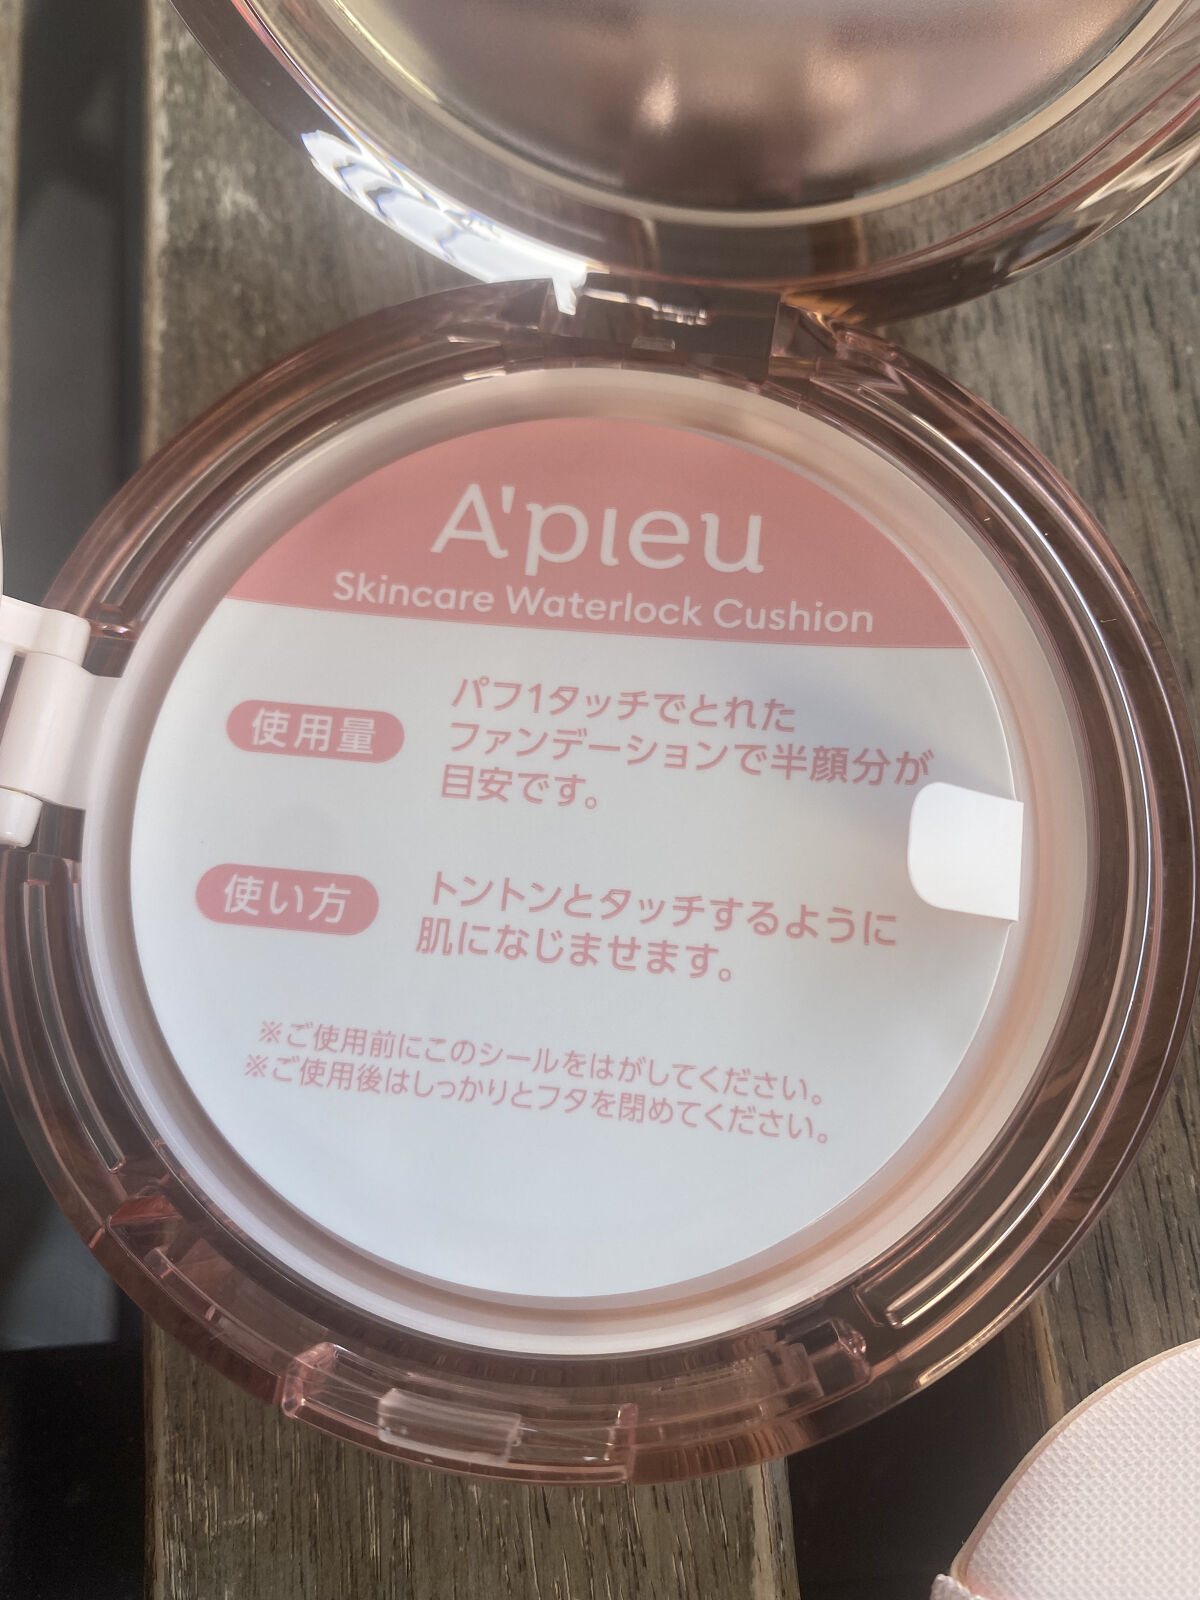 A'pieu
Skincare Waterlock Cushion
使用量
パフ1タッチでとれた
ファンデーションで半顔分が
目安です。
使い方
トントンとタッチするように
肌になじませます。
※ご使用前にこのシールをはがしてください。
※ご使用後はしっかりとフタを閉めてください。